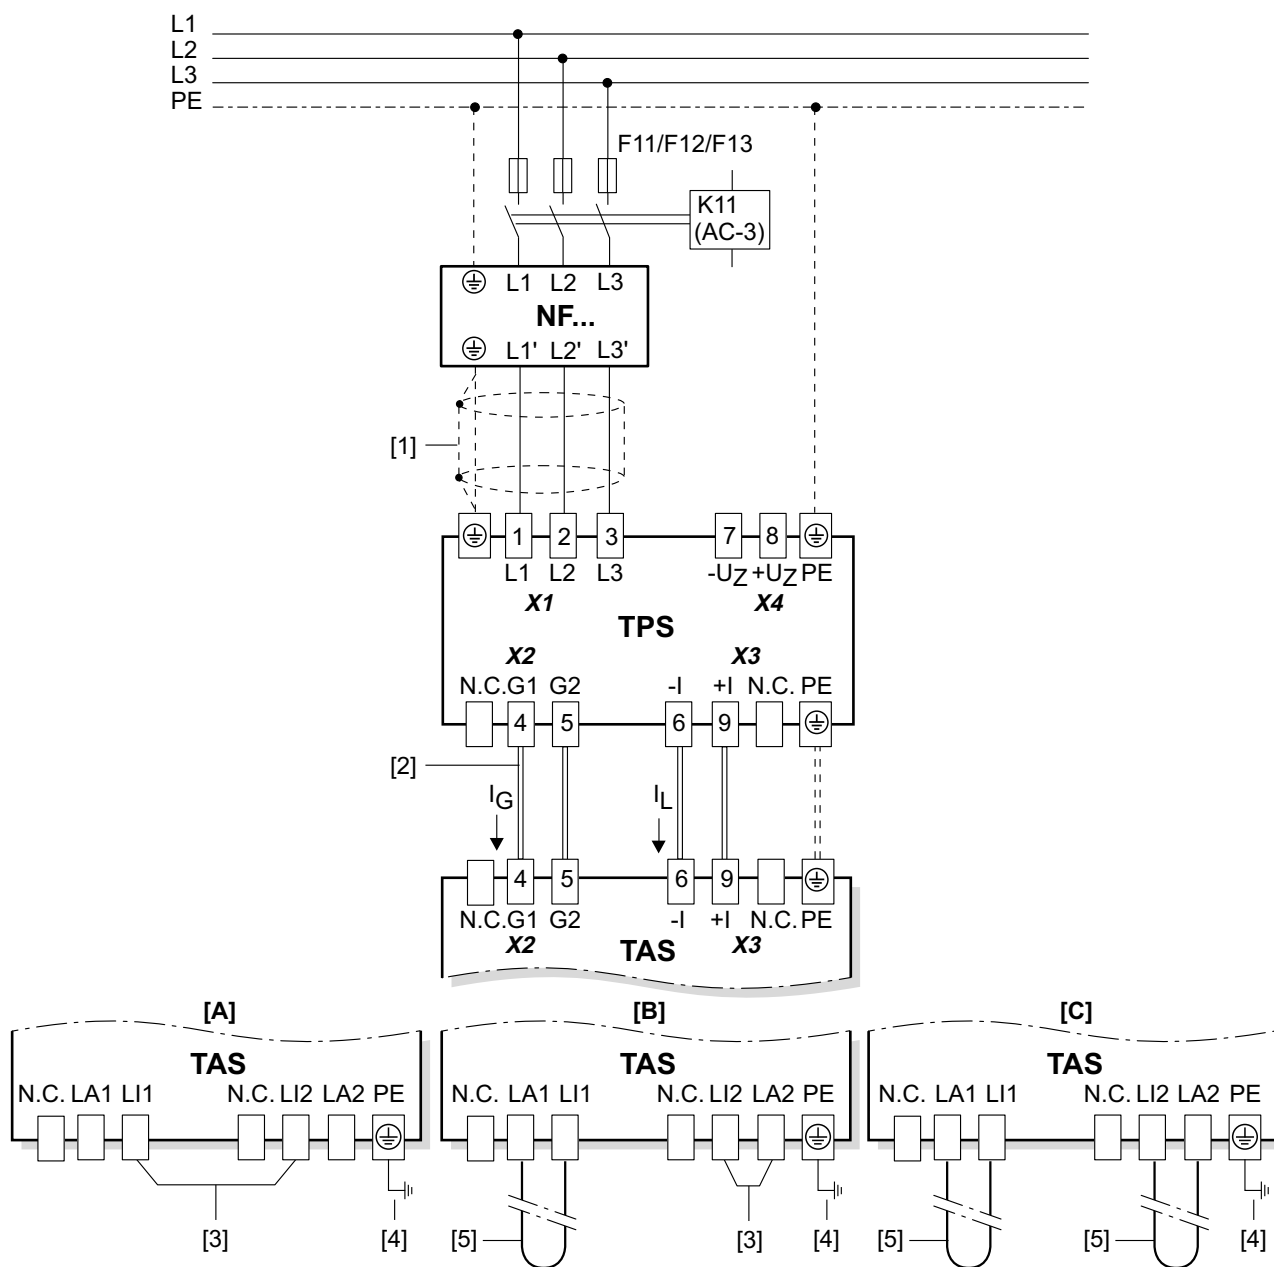 L1
L2
L3
PE
F11/F12/F13
K11
(AC-3)
L1 L2 L3
NF...
L1' L2' L3'
[1]
1 2 3 7 8
L1 L2 L3 -UZ +UZ PE
X1 X4
TPS
X2 X3
N.C. G1 G2 -I +I N.C. PE
4 5 6 9
[2]
IG IL
4 5 6 9
N.C. G1 G2 -I +I N.C. PE
X2 TAS X3
[A] [B] [C]
TAS TAS TAS
N.C. LA1 LI1 N.C. LI2 LA2 PE N.C. LA1 LI1 N.C. LI2 LA2 PE N.C. LA1 LI1 N.C. LI2 LA2 PE
[3] [4] [5] [3] [4] [5] [5] [4]